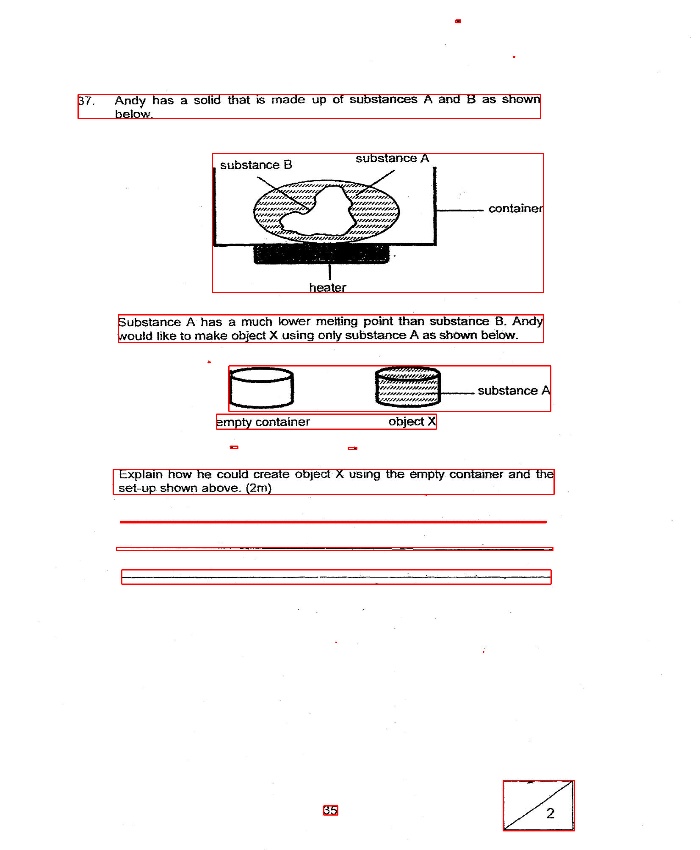 37. Andy has a solid that is made up of substances A and B as shown
below.
substance B
substance A
container
heater
Substance A has a much lower melting point than substance B. Andy
would like to make object X using only substance A as shown below.
substance A
empty container
object X
Explain how he could create object X using the empty container and the
set-up shown above. (2m)
35
2